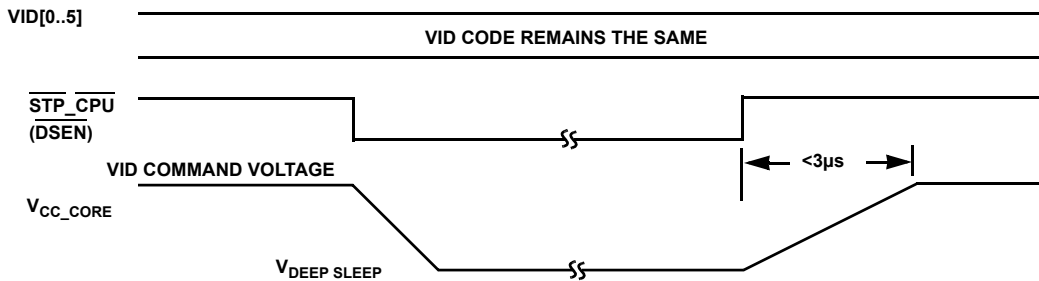 VID[0..5]
VID CODE REMAINS THE SAME
STP_CPU
(DSEN)
<3µs
VID COMMAND VOLTAGE
VCC_CORE
VDEEP SLEEP